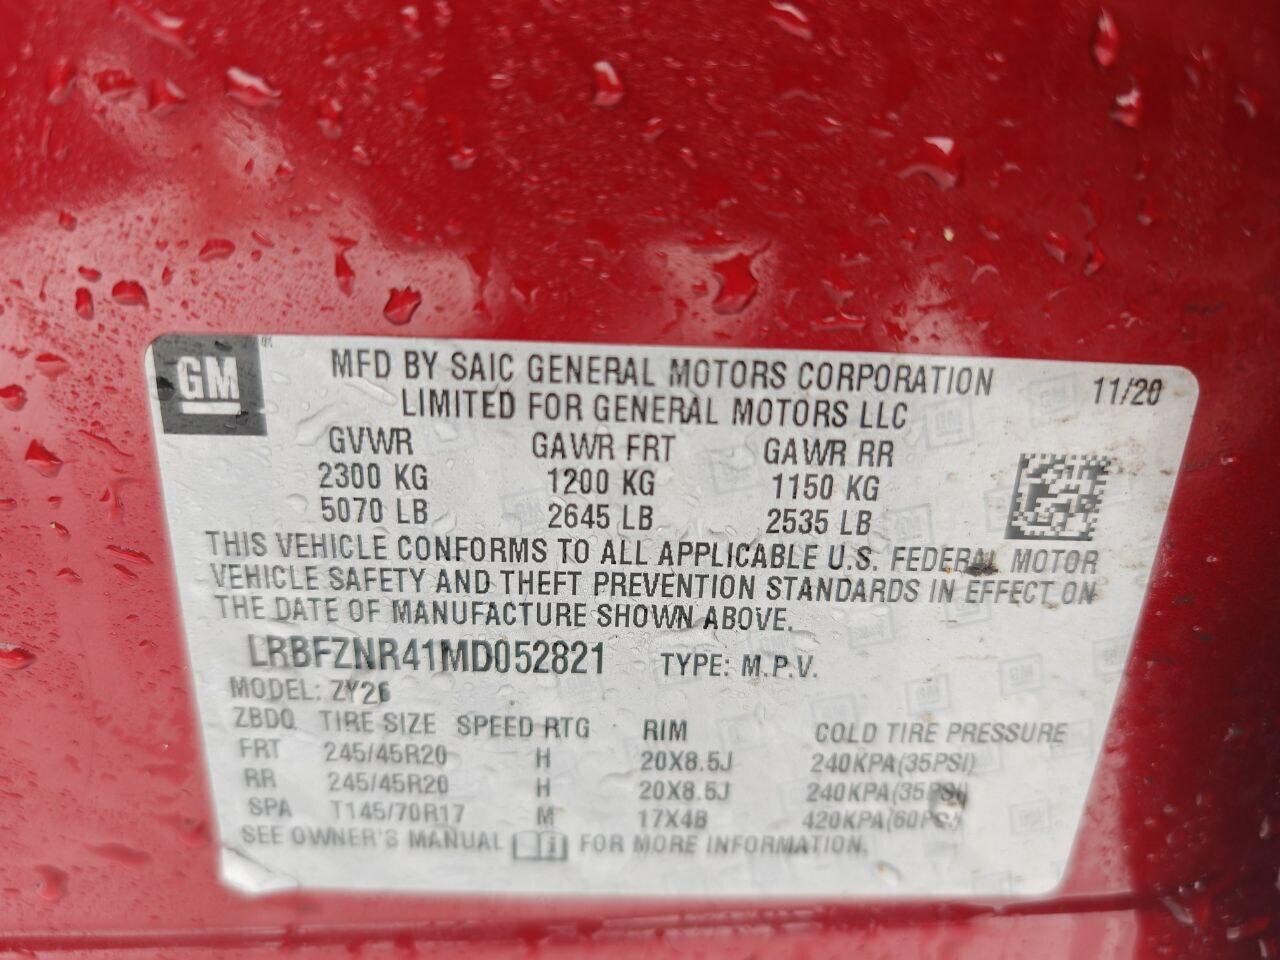 GM
MFD BY SAIC GENERAL MOTORS CORPORATION 11/20
LIMITED FOR GENERAL MOTORS LLC
GVWR GAWR FRT GAWR RR
2300 KG 1200 KG 1150 KG
5070 LB 2645 LB 2535 LB
THIS VEHICLE CONFORMS TO ALL APPLICABLE U.S. FEDERAL MOTOR
VEHICLE SAFETY AND THEFT PREVENTION STANDARDS IN EFFECT ON
THE DATE OF MANUFACTURE SHOWN ABOVE.
LRBFZNR41MD052821 TYPE: M.P.V.
MODEL: ZY26
ZBDQ TIRE SIZE SPEED RTG RIM COLD TIRE PRESSURE
FRT 245/45R20 H 20X8.5J 240KPA(35PSI)
RR 245/45R20 H 20X8.5J 240KPA(35PSI)
SPA T145/70R17 M 17X4B 420KPA(60PSI)
SEE OWNER'S MANUAL FOR MORE INFORMATION.